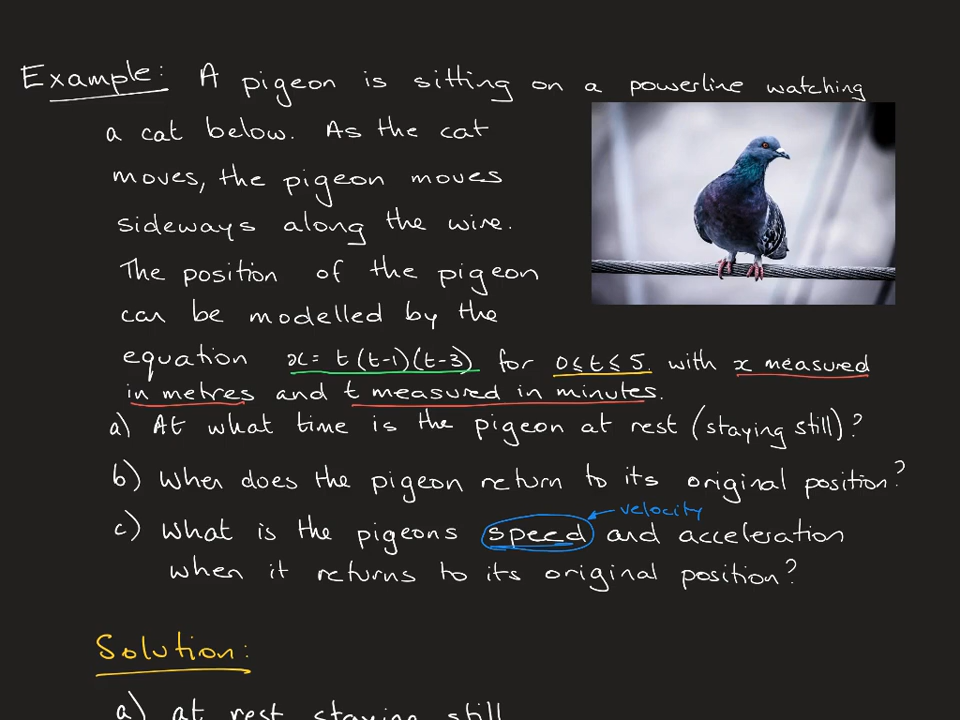 Example: A pigeon is sitting on a powerline watching
a cat below. As the cat
moves, the pigeon moves
sideways along the wire.
The position of the pigeon
can be modelled by the
equation x = t(t-1)(t-3) for 0≤t≤5 with x measured
in metres and t measured in minutes.
a) At what time is the pigeon at rest (staying still)?
b) When does the pigeon return to its original position?
velocity
c) What is the pigeons speed and acceleration
when it returns to its original position?
Solution:
a) at rest staying still